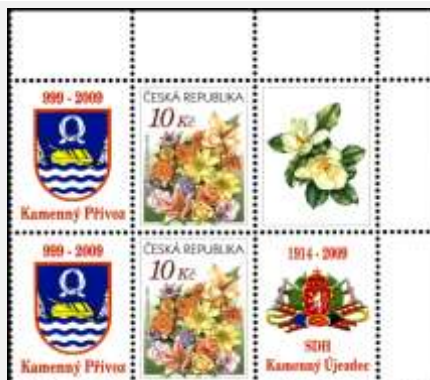 999 - 2009
Kamenný Přívoz
ČESKÁ REPUBLIKA
10 Kč
999 - 2009
Kamenný Přívoz
ČESKÁ REPUBLIKA
10 Kč
1914 - 2009
SDH
Kamenný Újezdec